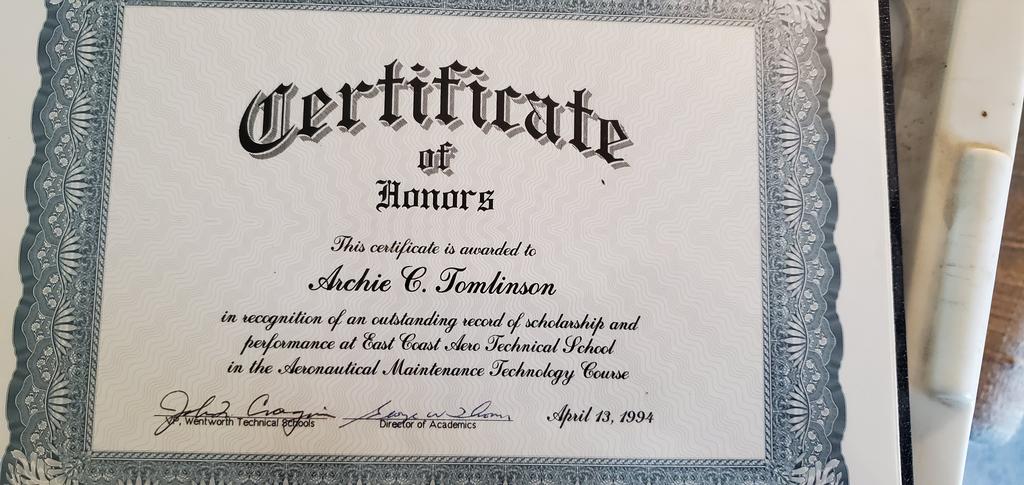 Certificate
of
Honors
This certificate is awarded to
Archie C. Tomlinson
in recognition of an outstanding record of scholarship and
performance at East Coast Aero Technical School
in the Aeronautical Maintenance Technology Course
April 13, 1994
VP, Wentworth Technical Schools
Director of Academics